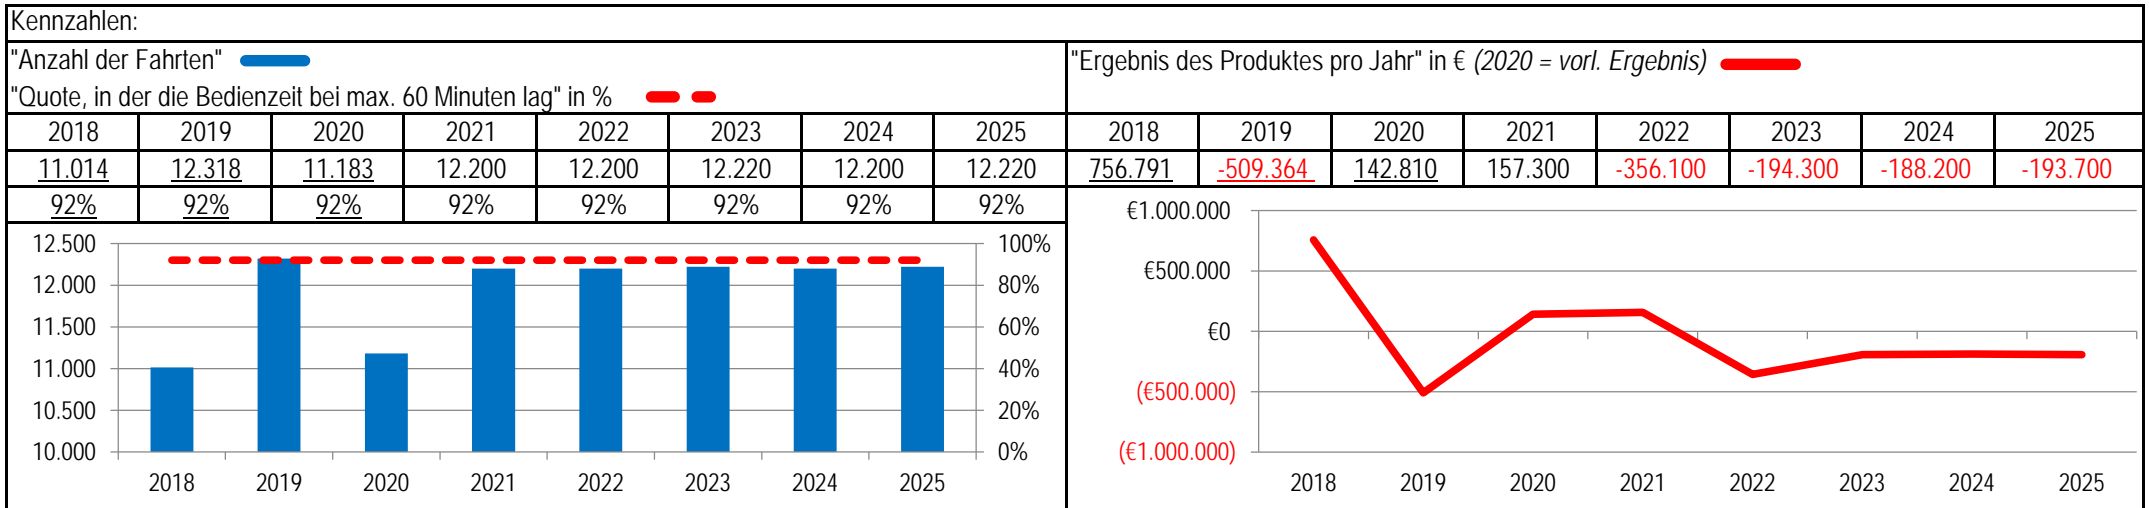 Kennzahlen:
"Anzahl der Fahrten"
"Quote, in der die Bedienzeit bei max. 60 Minuten lag" in %
2018 2019 2020 2021 2022 2023 2024 2025
11.014 12.318 11.183 12.200 12.200 12.220 12.200 12.220
92% 92% 92% 92% 92% 92% 92% 92%
12.500 100%
12.000 80%
11.500 60%
11.000 40%
10.500 20%
10.000 0%
2018 2019 2020 2021 2022 2023 2024 2025
"Ergebnis des Produktes pro Jahr" in € (2020 = vorl. Ergebnis)
2018 2019 2020 2021 2022 2023 2024 2025
756.791 -509.364 142.810 157.300 -356.100 -194.300 -188.200 -193.700
€1.000.000
€500.000
€0
(€500.000)
(€1.000.000)
2018 2019 2020 2021 2022 2023 2024 2025